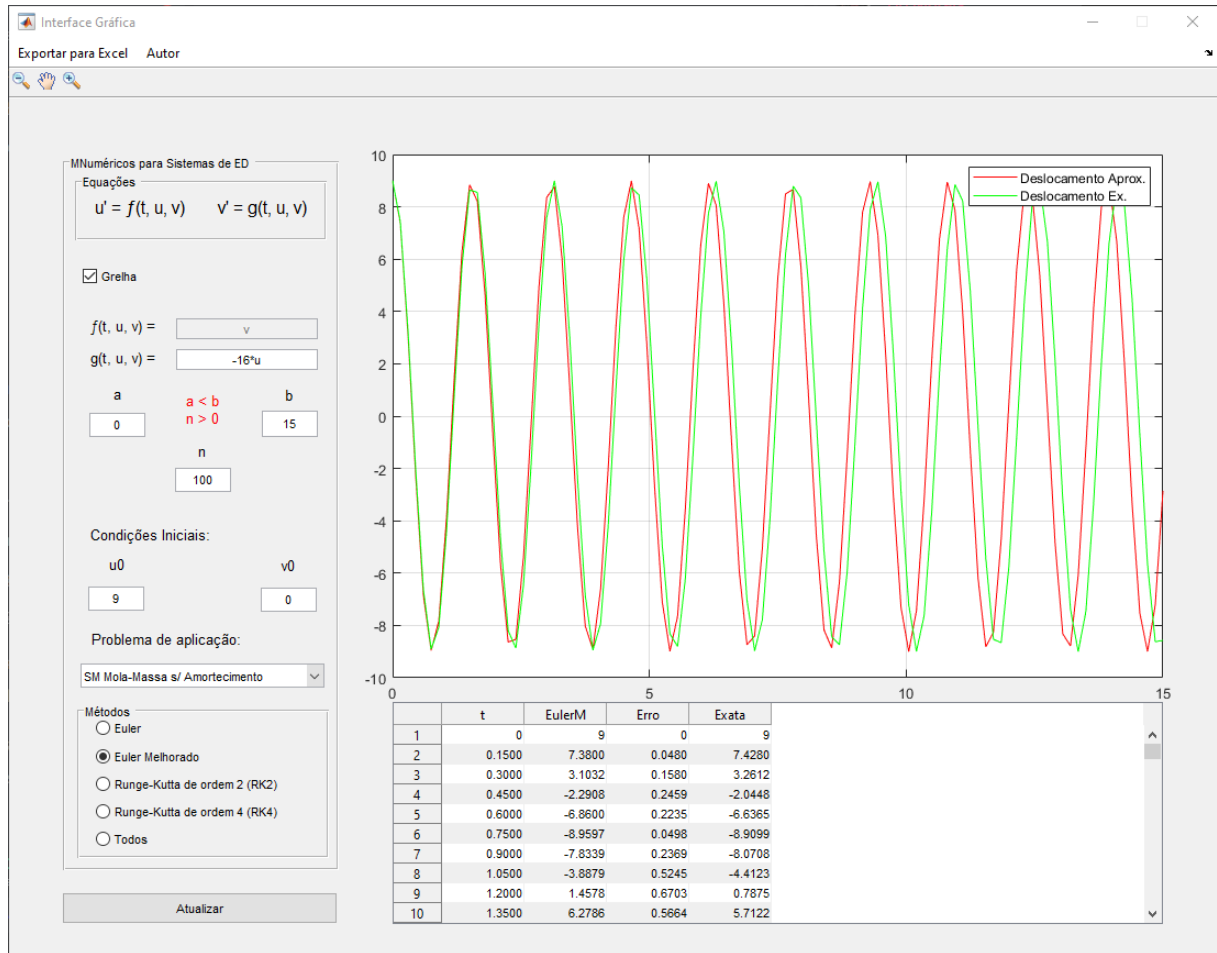 Interface Gráfica
Exportar para Excel Autor
MNuméricos para Sistemas de ED
Equações
u' = ƒ(t, u, v) v' = g(t, u, v)
Grelha
ƒ(t, u, v) = v
g(t, u, v) = -16*u
a b
a < b
n > 0
0 15
n
100
Condições Iniciais:
u0 v0
9 0
Problema de aplicação:
SM Mola-Massa s/ Amortecimento
Métodos
Euler
Euler Melhorado
Runge-Kutta de ordem 2 (RK2)
Runge-Kutta de ordem 4 (RK4)
Todos
Atualizar
Deslocamento Aprox.
Deslocamento Ex.
10
8
6
4
2
0
-2
-4
-6
-8
-10
0 5 10 15
t EulerM Erro Exata
1 0 9 0 9
2 0.1500 7.3800 0.0480 7.4280
3 0.3000 3.1032 0.1580 3.2612
4 0.4500 -2.2908 0.2459 -2.0448
5 0.6000 -6.8600 0.2235 -6.6365
6 0.7500 -8.9597 0.0498 -8.9099
7 0.9000 -7.8339 0.2369 -8.0708
8 1.0500 -3.8879 0.5245 -4.4123
9 1.2000 1.4578 0.6703 0.7875
10 1.3500 6.2786 0.5664 5.7122